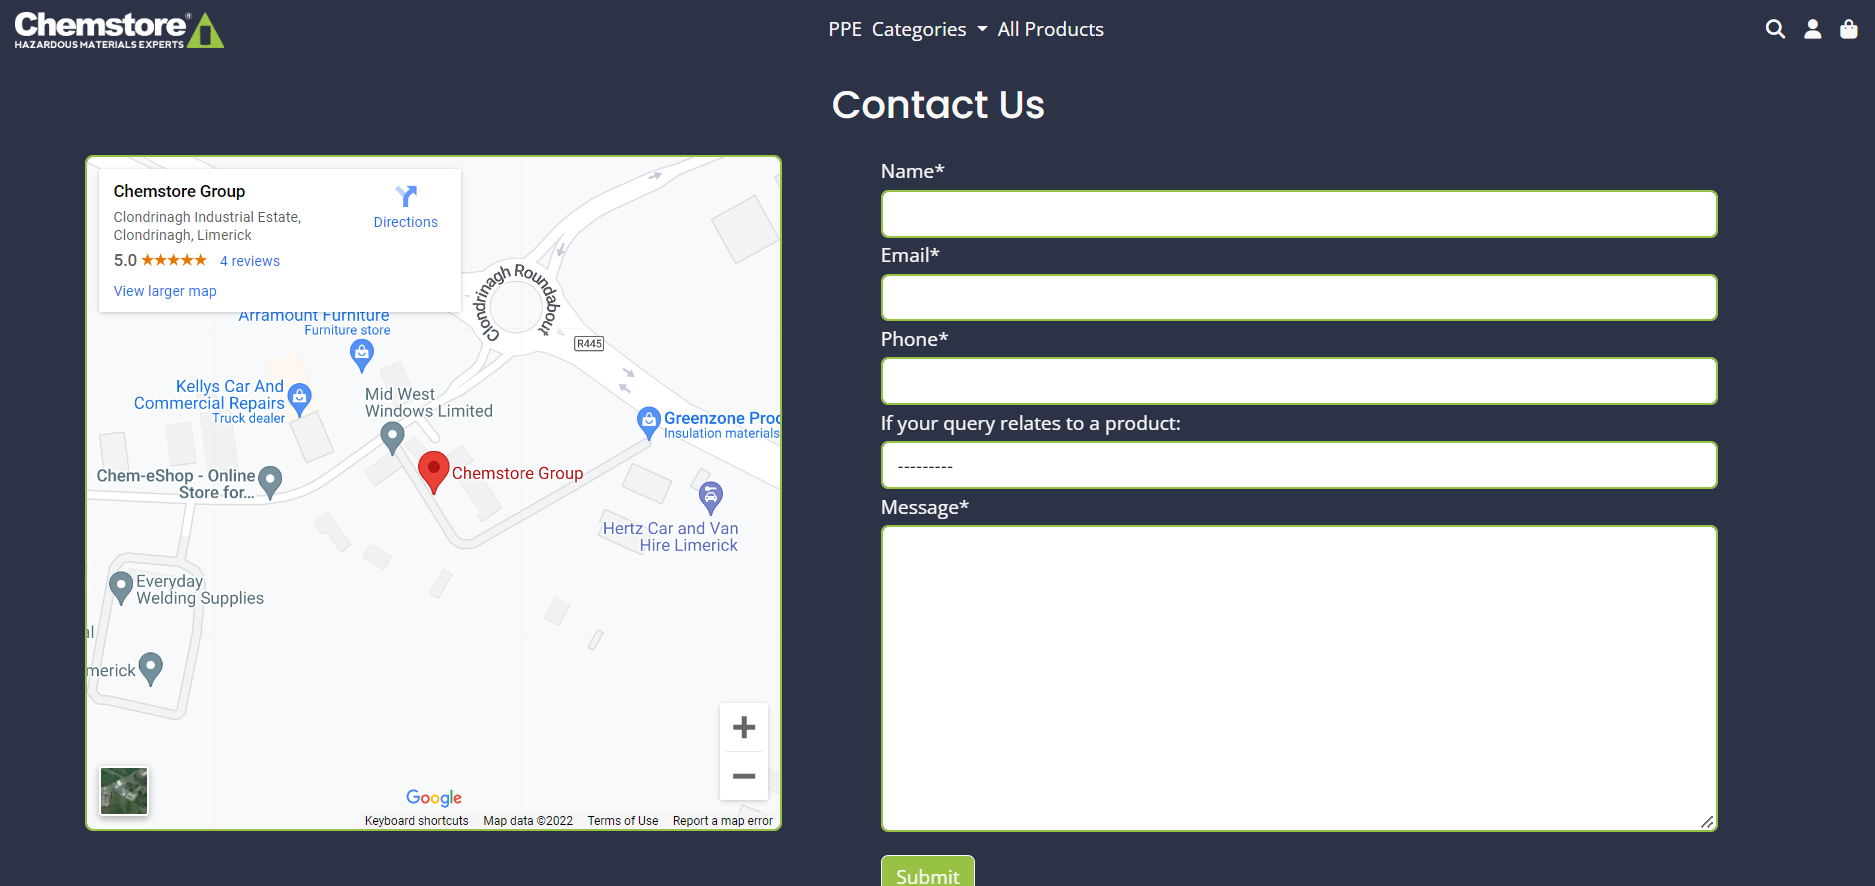 Chemstore®
HAZARDOUS MATERIALS EXPERTS
PPE Categories All Products
Contact Us
Chemstore Group
Clondrinagh Industrial Estate,
Clondrinagh, Limerick
5.0 ★★★★★ 4 reviews
View larger map
Directions
Clondrinagh Roundabout
R445
Arramount Furniture
Furniture store
Kellys Car And
Commercial Repairs
Truck dealer
Mid West
Windows Limited
Greenzone Proc
Insulation materials
Chem-eShop - Online
Store for...
Chemstore Group
Hertz Car and Van
Hire Limerick
Everyday
Welding Supplies
al
merick
Google
Keyboard shortcuts Map data ©2022 Terms of Use Report a map error
Name*
Email*
Phone*
If your query relates to a product:
---------
Message*
Submit